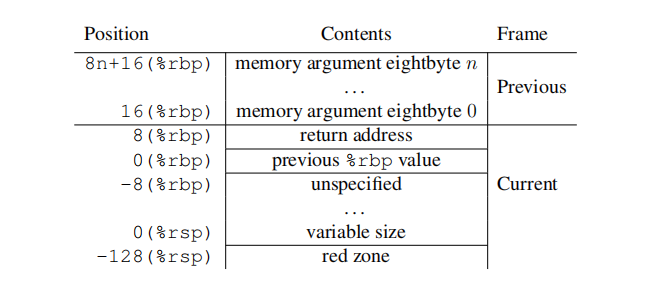 Position Contents Frame
8n+16(%rbp) memory argument eightbyte n
...
Previous
16(%rbp) memory argument eightbyte 0
8(%rbp) return address
0(%rbp) previous %rbp value
-8(%rbp) unspecified Current
...
0(%rsp) variable size
-128(%rsp) red zone